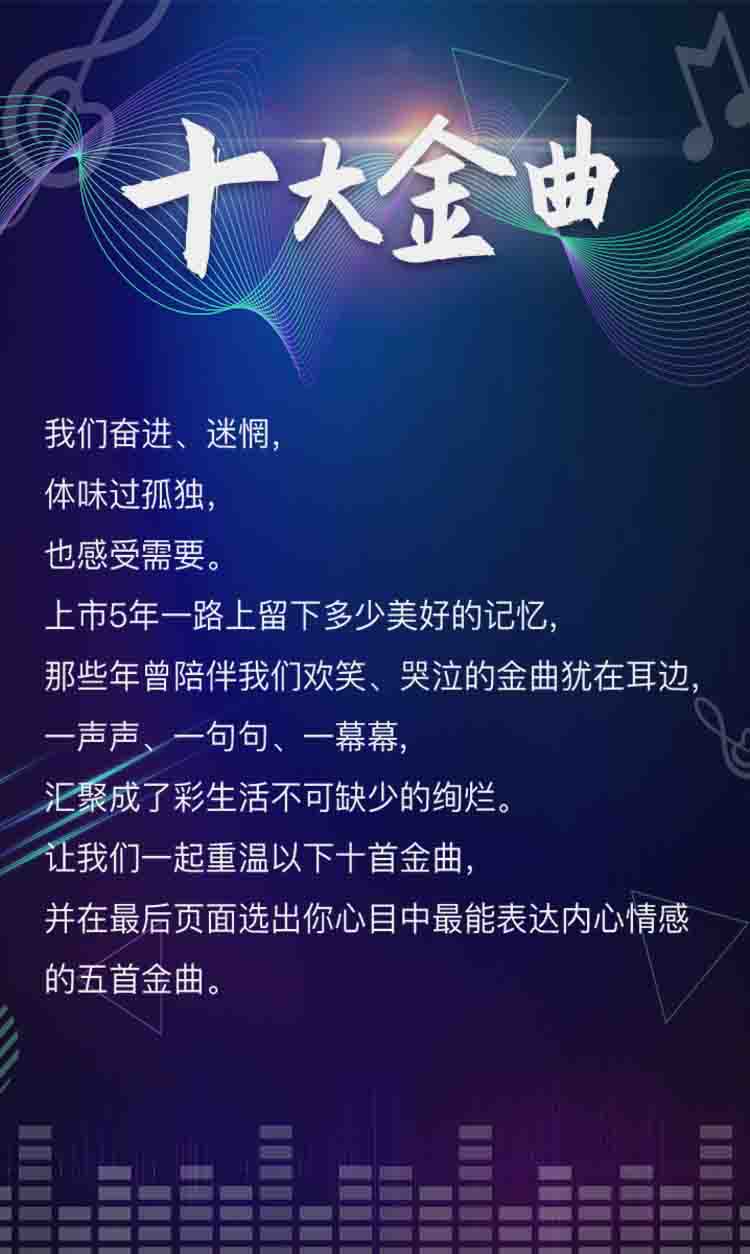 十大金曲
我们奋进、迷惘,
体味过孤独,
也感受需要。
上市5年一路上留下多少美好的记忆,
那些年曾陪伴我们欢笑、哭泣的金曲犹在耳边,
一声声、一句句、一幕幕,
汇聚成了彩生活不可缺少的绚烂。
让我们一起重温以下十首金曲,
并在最后页面选出你心目中最能表达内心情感
的五首金曲。